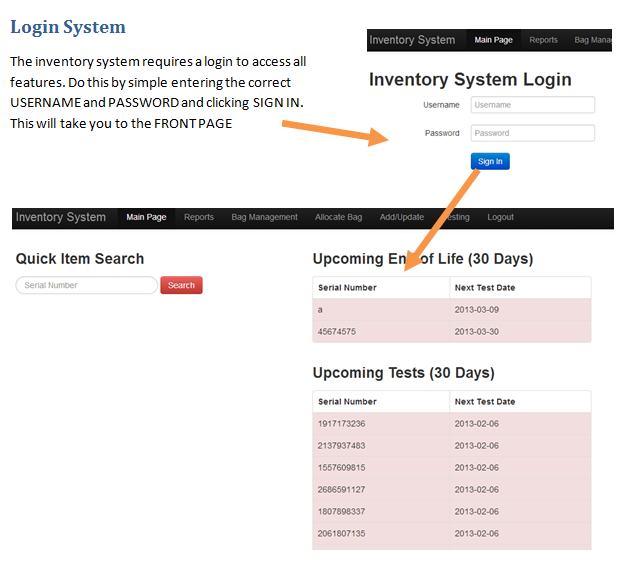 Login System
The inventory system requires a login to access all
features. Do this by simple entering the correct
USERNAME and PASSWORD and clicking SIGN IN.
This will take you to the FRONT PAGE
Inventory System Main Page Reports Bag Mana
Inventory System Login
Username Username
Password Password
Sign In
Inventory System Main Page Reports Bag Management Allocate Bag Add/Update esting Logout
Quick Item Search
Serial Number Search
Upcoming End of Life (30 Days)
Serial Number Next Test Date
a 2013-03-09
45674575 2013-03-30
Upcoming Tests (30 Days)
Serial Number Next Test Date
1917173236 2013-02-06
2137937483 2013-02-06
1557609815 2013-02-06
2686591127 2013-02-06
1807898337 2013-02-06
2061807135 2013-02-06